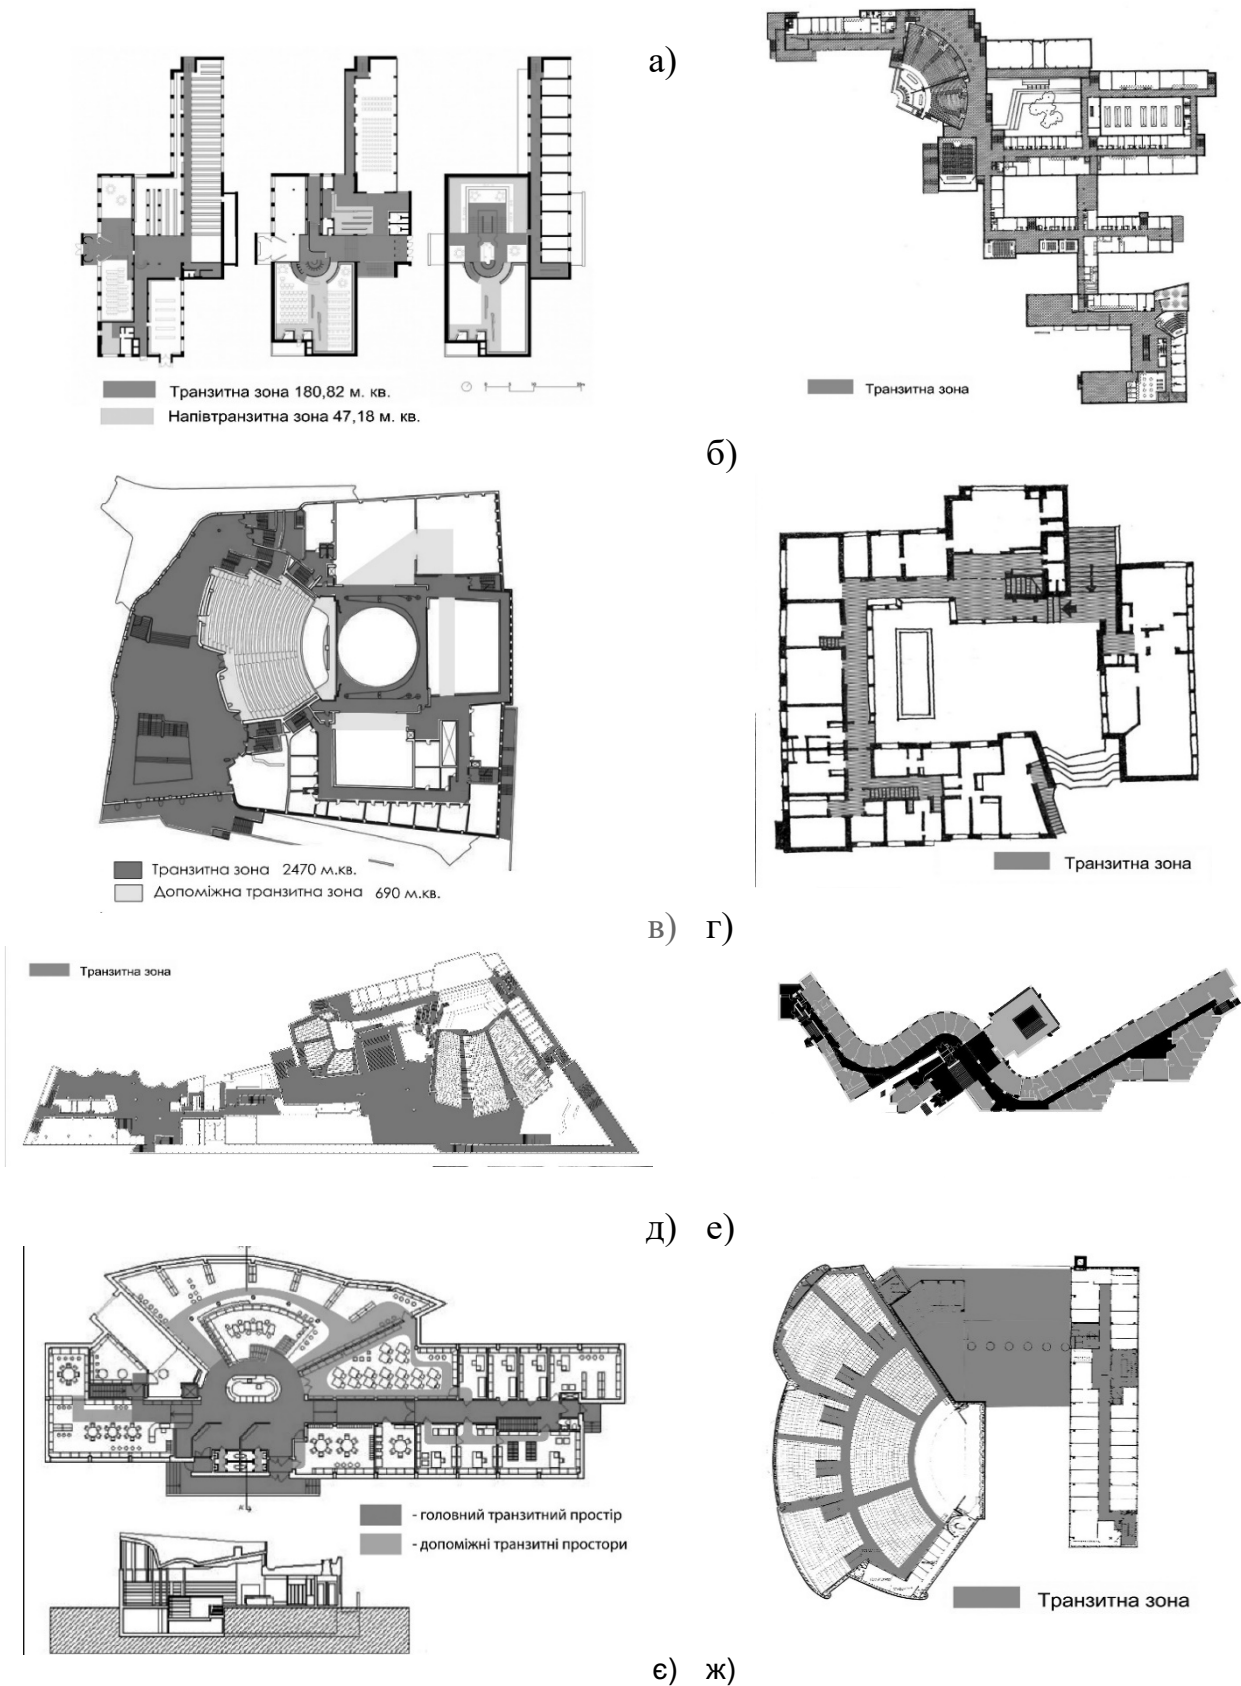 а)
Транзитна зона 180,82 м. кв.
Напівтранзитна зона 47,18 м. кв.
Транзитна зона
б)
Транзитна зона 2470 м.кв.
Допоміжна транзитна зона 690 м.кв.
Транзитна зона
в) г)
Транзитна зона
д) е)
- головний транзитний простір
- допоміжні транзитні простори
Транзитна зона
є) ж)